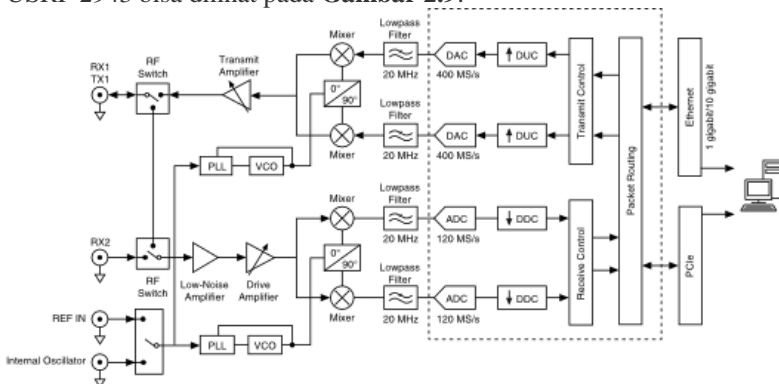 USRP 2943 bisa dilihat pada Gambar 2.9.
RX1
TX1
RF
Switch
Transmit
Amplifier
Mixer
Lowpass
Filter
20 MHz
DAC
400 MS/s
DUC
0°
90°
Mixer
Lowpass
Filter
20 MHz
DAC
400 MS/s
DUC
Transmit Control
Packet Routing
Ethernet
1 gigabit/10 gigabit
PLL
VCO
RX2
RF
Switch
Low-Noise
Amplifier
Drive
Amplifier
Mixer
Lowpass
Filter
20 MHz
ADC
120 MS/s
DDC
0°
90°
Mixer
Lowpass
Filter
20 MHz
ADC
120 MS/s
DDC
Receive Control
PCIe
REF IN
Internal Oscillator
PLL
VCO